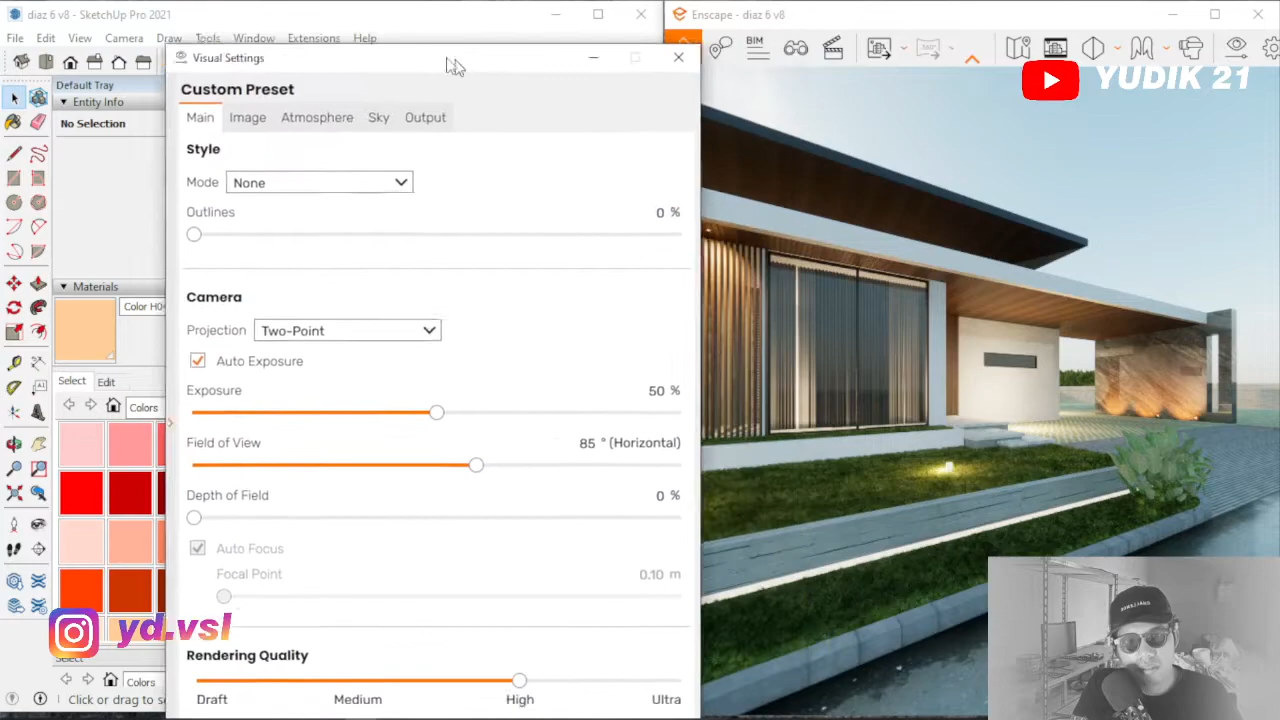 diaz 6 v8 - SketchUp Pro 2021
File Edit View Camera Draw Tools Window Extensions Help
Default Tray
Entity Info
No Selection
Materials
Color H0
Select Edit
Colors
Select
Colors
Click or drag to se
Visual Settings
Custom Preset
Main Image Atmosphere Sky Output
Style
Mode None
Outlines 0 %
Camera
Projection Two-Point
Auto Exposure
Exposure 50 %
Field of View 85 ° (Horizontal)
Depth of Field 0 %
Auto Focus
Focal Point 0.10 m
Rendering Quality
Draft Medium High Ultra
Enscape - diaz 6 v8
BIM
YUDIK 21
yd.vsl